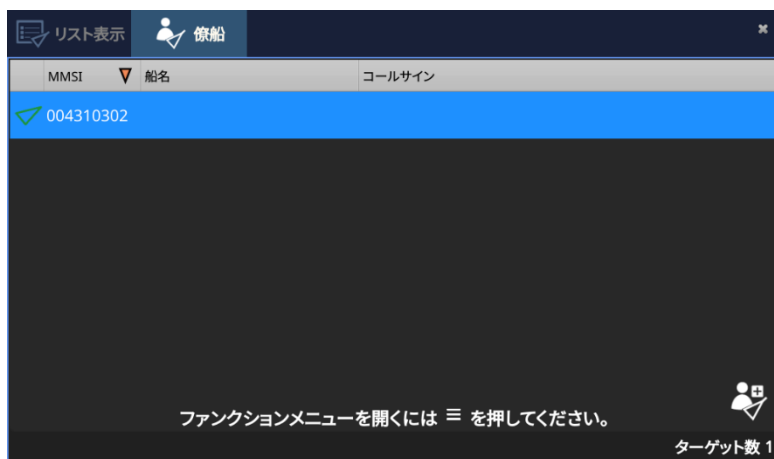 リスト表示 僚船
MMSI 船名 コールサイン
004310302
ファンクションメニューを開くには ≡ を押してください。
ターゲット数 1